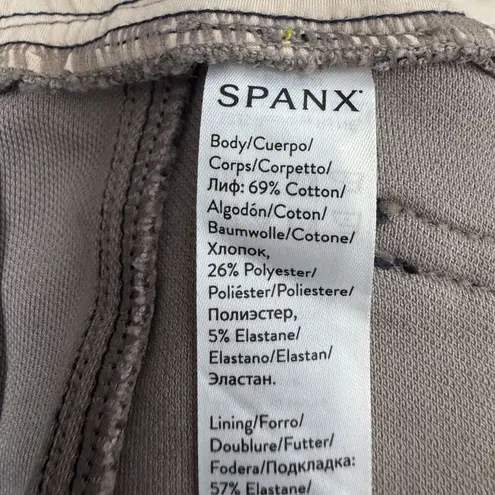 SPANX
Body/Cuerpo/
Corps/Corpetto/
Лиф: 69% Cotton/
Algodón/Coton/
Baumwolle/Cotone/
Хлопок,
26% Polyester/
Poliéster/Poliestere/
Полиэстер,
5% Elastane/
Elastano/Elastan/
Эластан.
Lining/Forro/
Doublure/Futter/
Fodera/Подкладка:
57% Elastane/